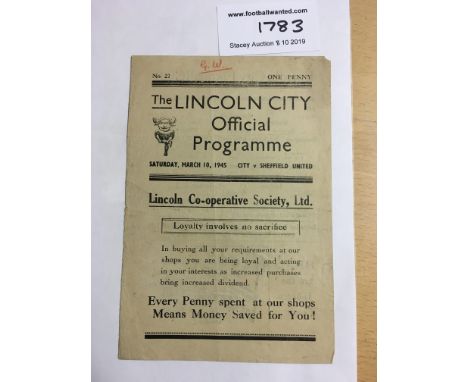 www.footballwanted.com
1783
Stacey Auction 8 10 2019
G.W.
No 22 ONE PENNY
The LINCOLN CITY
Official
Programme
SATURDAY, MARCH 10, 1945 CITY v SHEFFIELD UNITED
Lincoln Co-operative Society, Ltd.
Loyalty involves no sacrifice
In buying all your requirements at our
shops you are being loyal and acting
in your interests as increased purchases
bring increased dividend.
Every Penny spent at our shops
Means Money Saved for You!